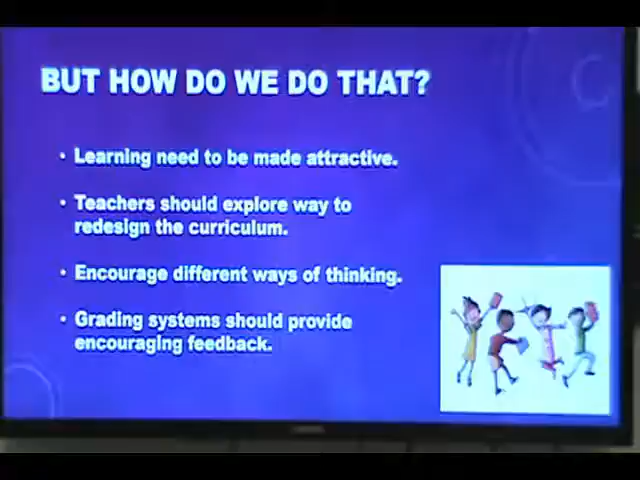 BUT HOW DO WE DO THAT?
• Learning need to be made attractive.
• Teachers should explore way to
redesign the curriculum.
• Encourage different ways of thinking.
• Grading systems should provide
encouraging feedback.